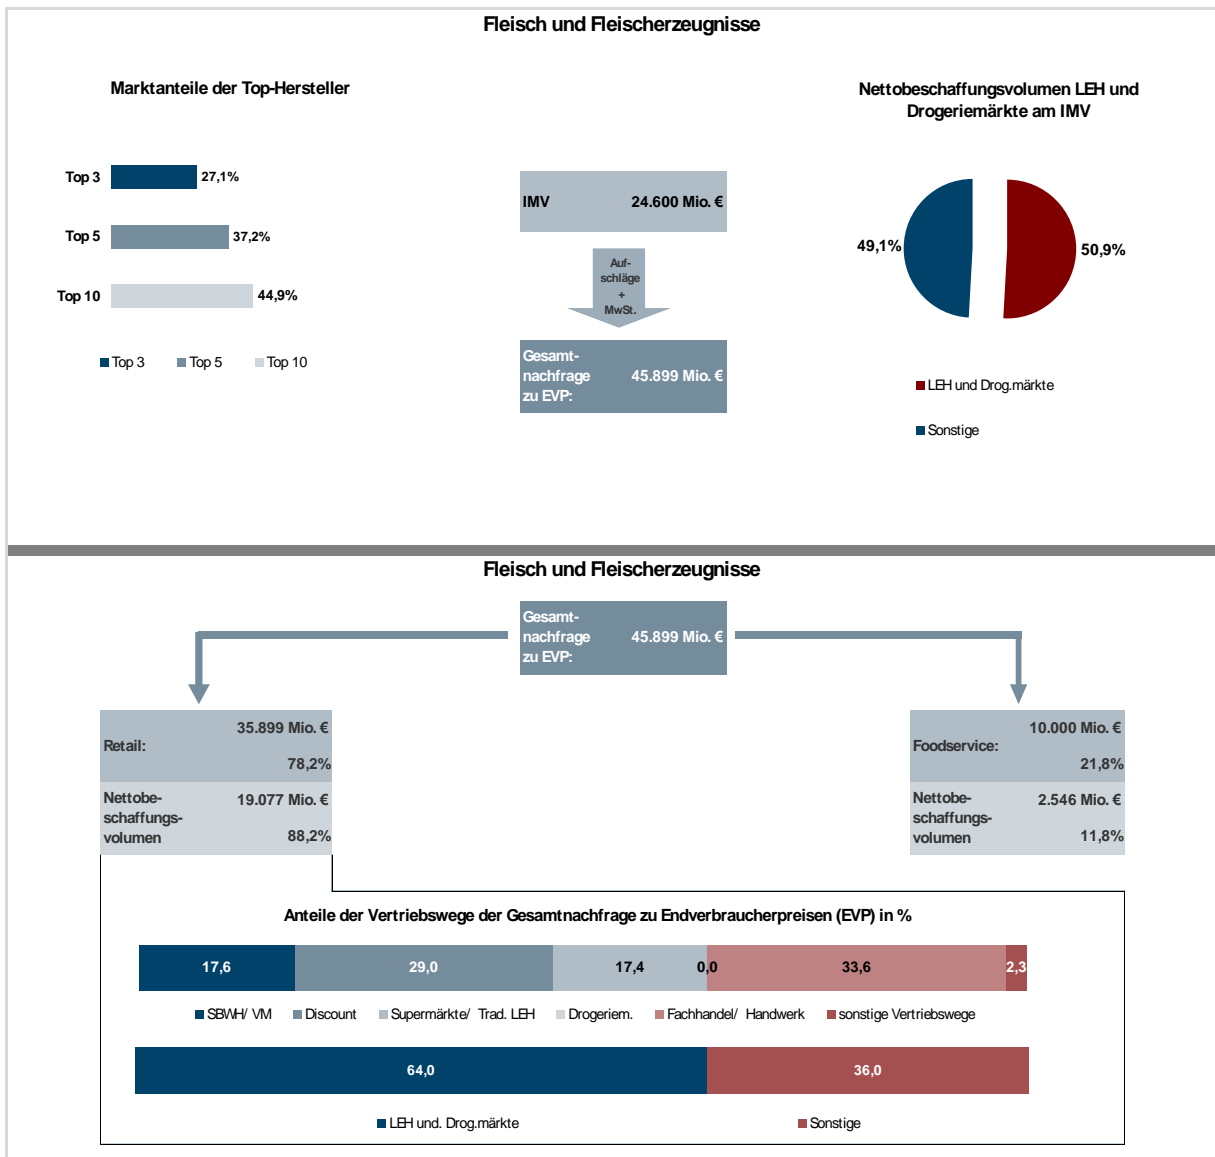 Fleisch und Fleischerzeugnisse
Marktanteile der Top-Hersteller
Top 3
27,1%
Top 5
37,2%
Top 10
44,9%
Top 3
Top 5
Top 10
IMV
24.600 Mio. €
Auf-
schläge
+
MwSt.
Gesamt-
nachfrage
zu EVP:
45.899 Mio. €
Nettobeschaffungsvolumen LEH und
Drogeriemärkte am IMV
49,1%
50,9%
LEH und Drog.märkte
Sonstige
Fleisch und Fleischerzeugnisse
Gesamt-
nachfrage
zu EVP:
45.899 Mio. €
Retail:
35.899 Mio. €
78,2%
Nettobe-
schaffungs-
volumen
19.077 Mio. €
88,2%
Foodservice:
10.000 Mio. €
21,8%
Nettobe-
schaffungs-
volumen
2.546 Mio. €
11,8%
Anteile der Vertriebswege der Gesamtnachfrage zu Endverbraucherpreisen (EVP) in %
17,6
29,0
17,4
0,0
33,6
2,3
SBWH/ VM
Discount
Supermärkte/ Trad. LEH
Drogeriem.
Fachhandel/ Handwerk
sonstige Vertriebswege
64,0
36,0
LEH und. Drog.märkte
Sonstige